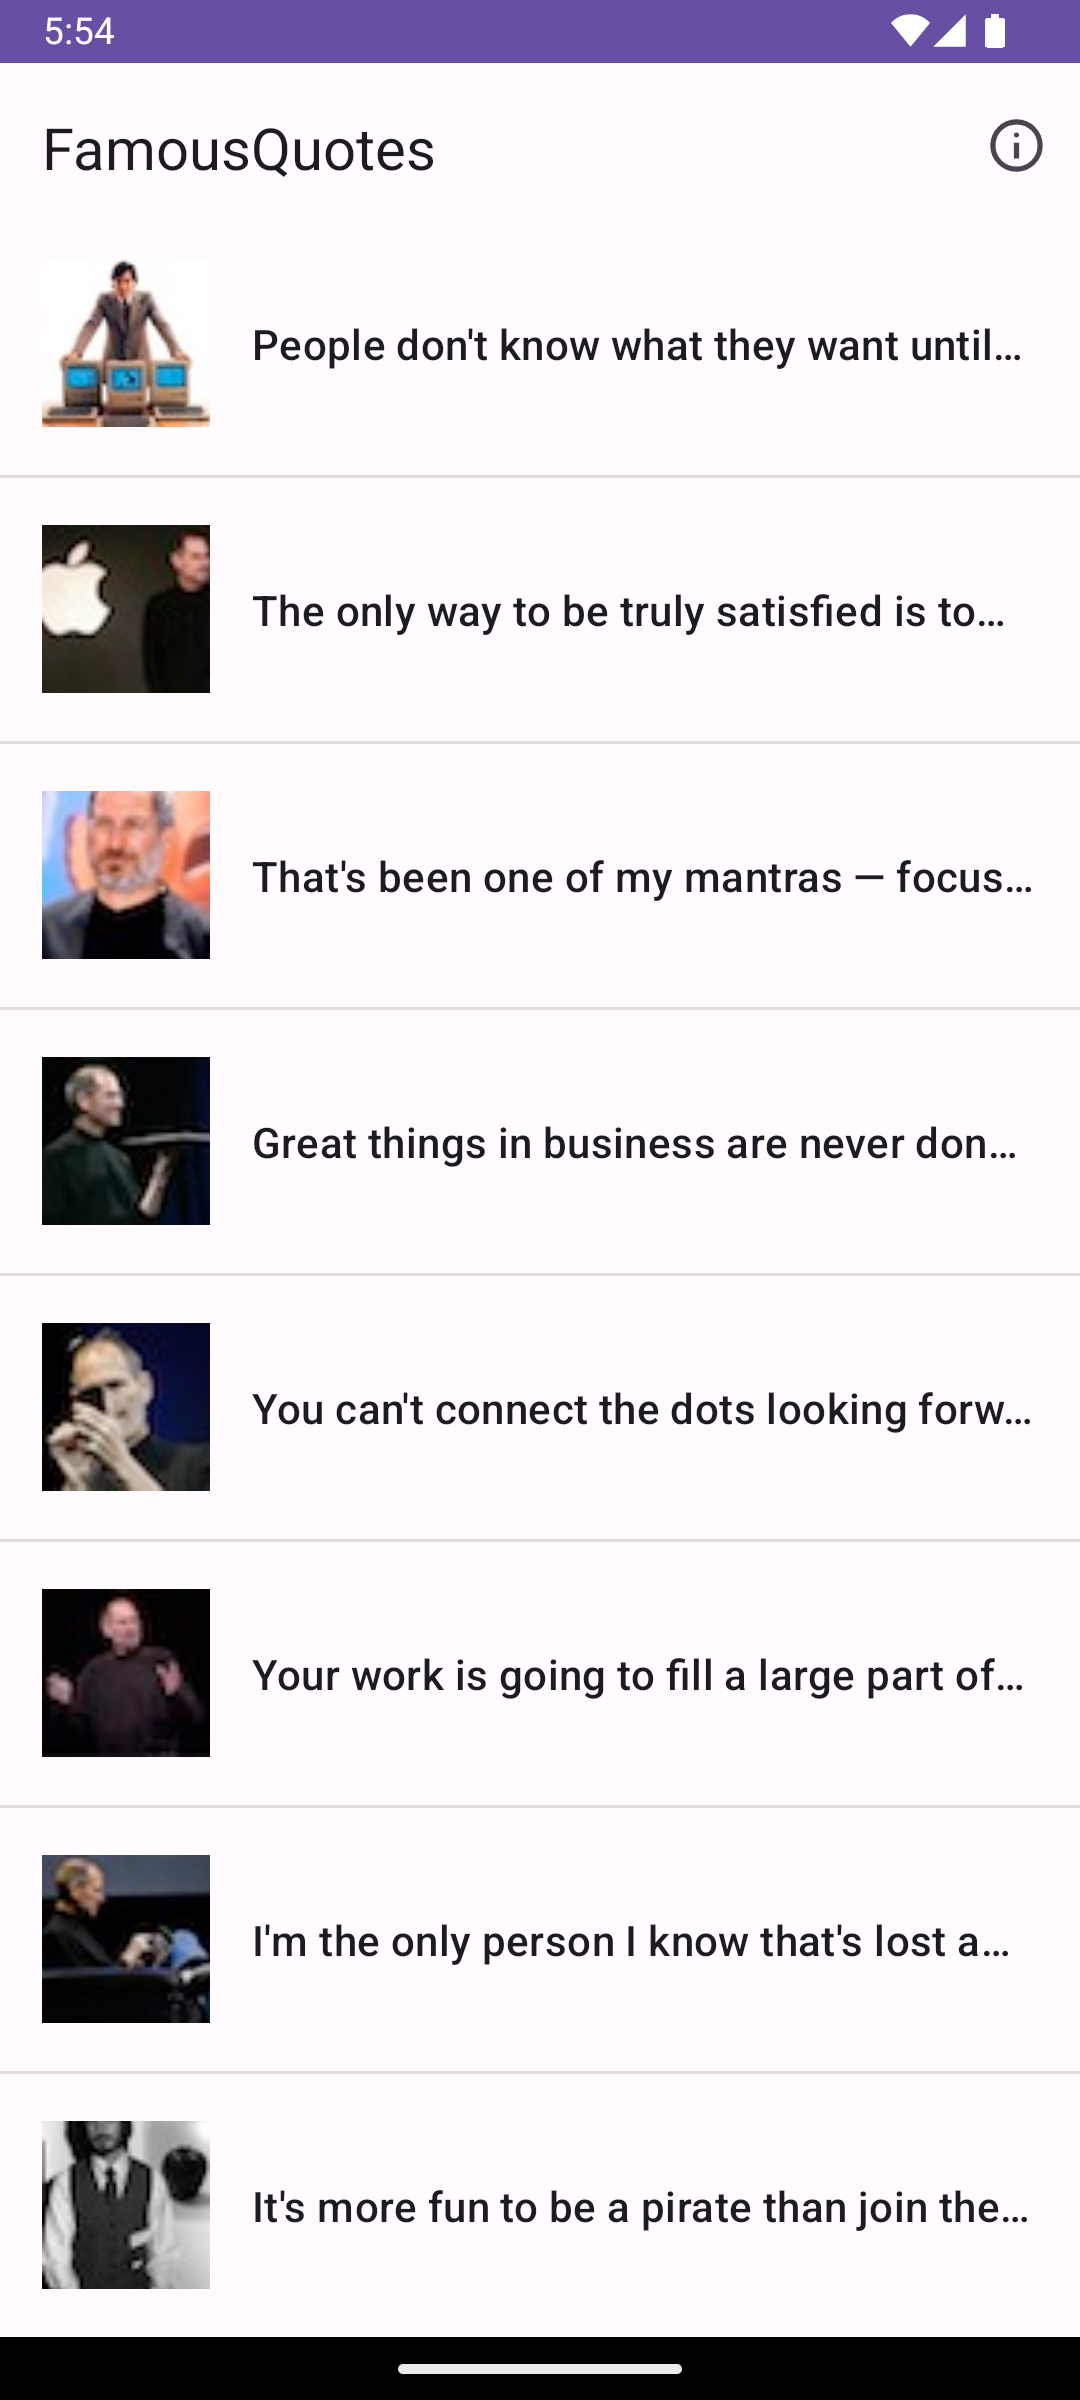 5:54
FamousQuotes
People don't know what they want until…
The only way to be truly satisfied is to…
That's been one of my mantras — focus…
Great things in business are never don…
You can't connect the dots looking forw…
Your work is going to fill a large part of…
I'm the only person I know that's lost a…
It's more fun to be a pirate than join the…